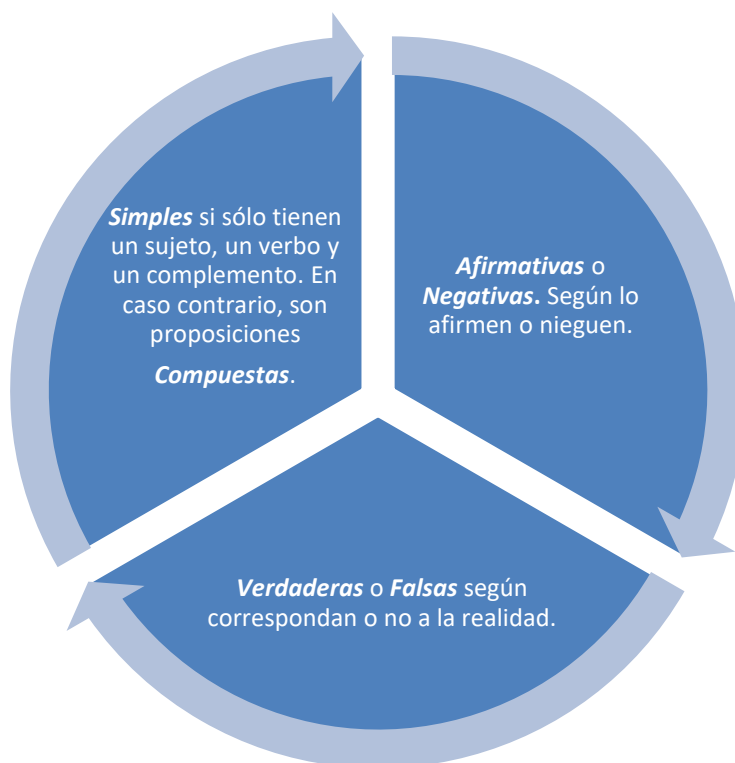 Simples si sólo tienen
un sujeto, un verbo y
un complemento. En
caso contrario, son
proposiciones
Compuestas.
Afirmativas o
Negativas. Según lo
afirmen o nieguen.
Verdaderas o Falsas según
correspondan o no a la realidad.